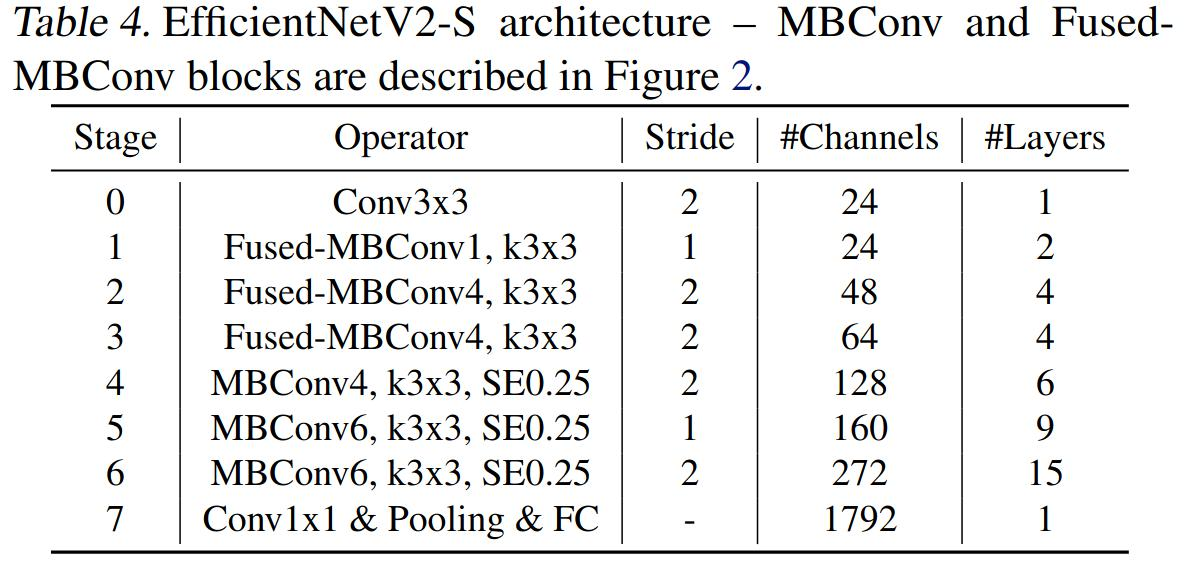 Table 4. EfficientNetV2-S architecture – MBConv and Fused-
MBConv blocks are described in Figure 2.
Stage Operator Stride #Channels #Layers
0 Conv3x3 2 24 1
1 Fused-MBConv1, k3x3 1 24 2
2 Fused-MBConv4, k3x3 2 48 4
3 Fused-MBConv4, k3x3 2 64 4
4 MBConv4, k3x3, SE0.25 2 128 6
5 MBConv6, k3x3, SE0.25 1 160 9
6 MBConv6, k3x3, SE0.25 2 272 15
7 Conv1x1 & Pooling & FC - 1792 1